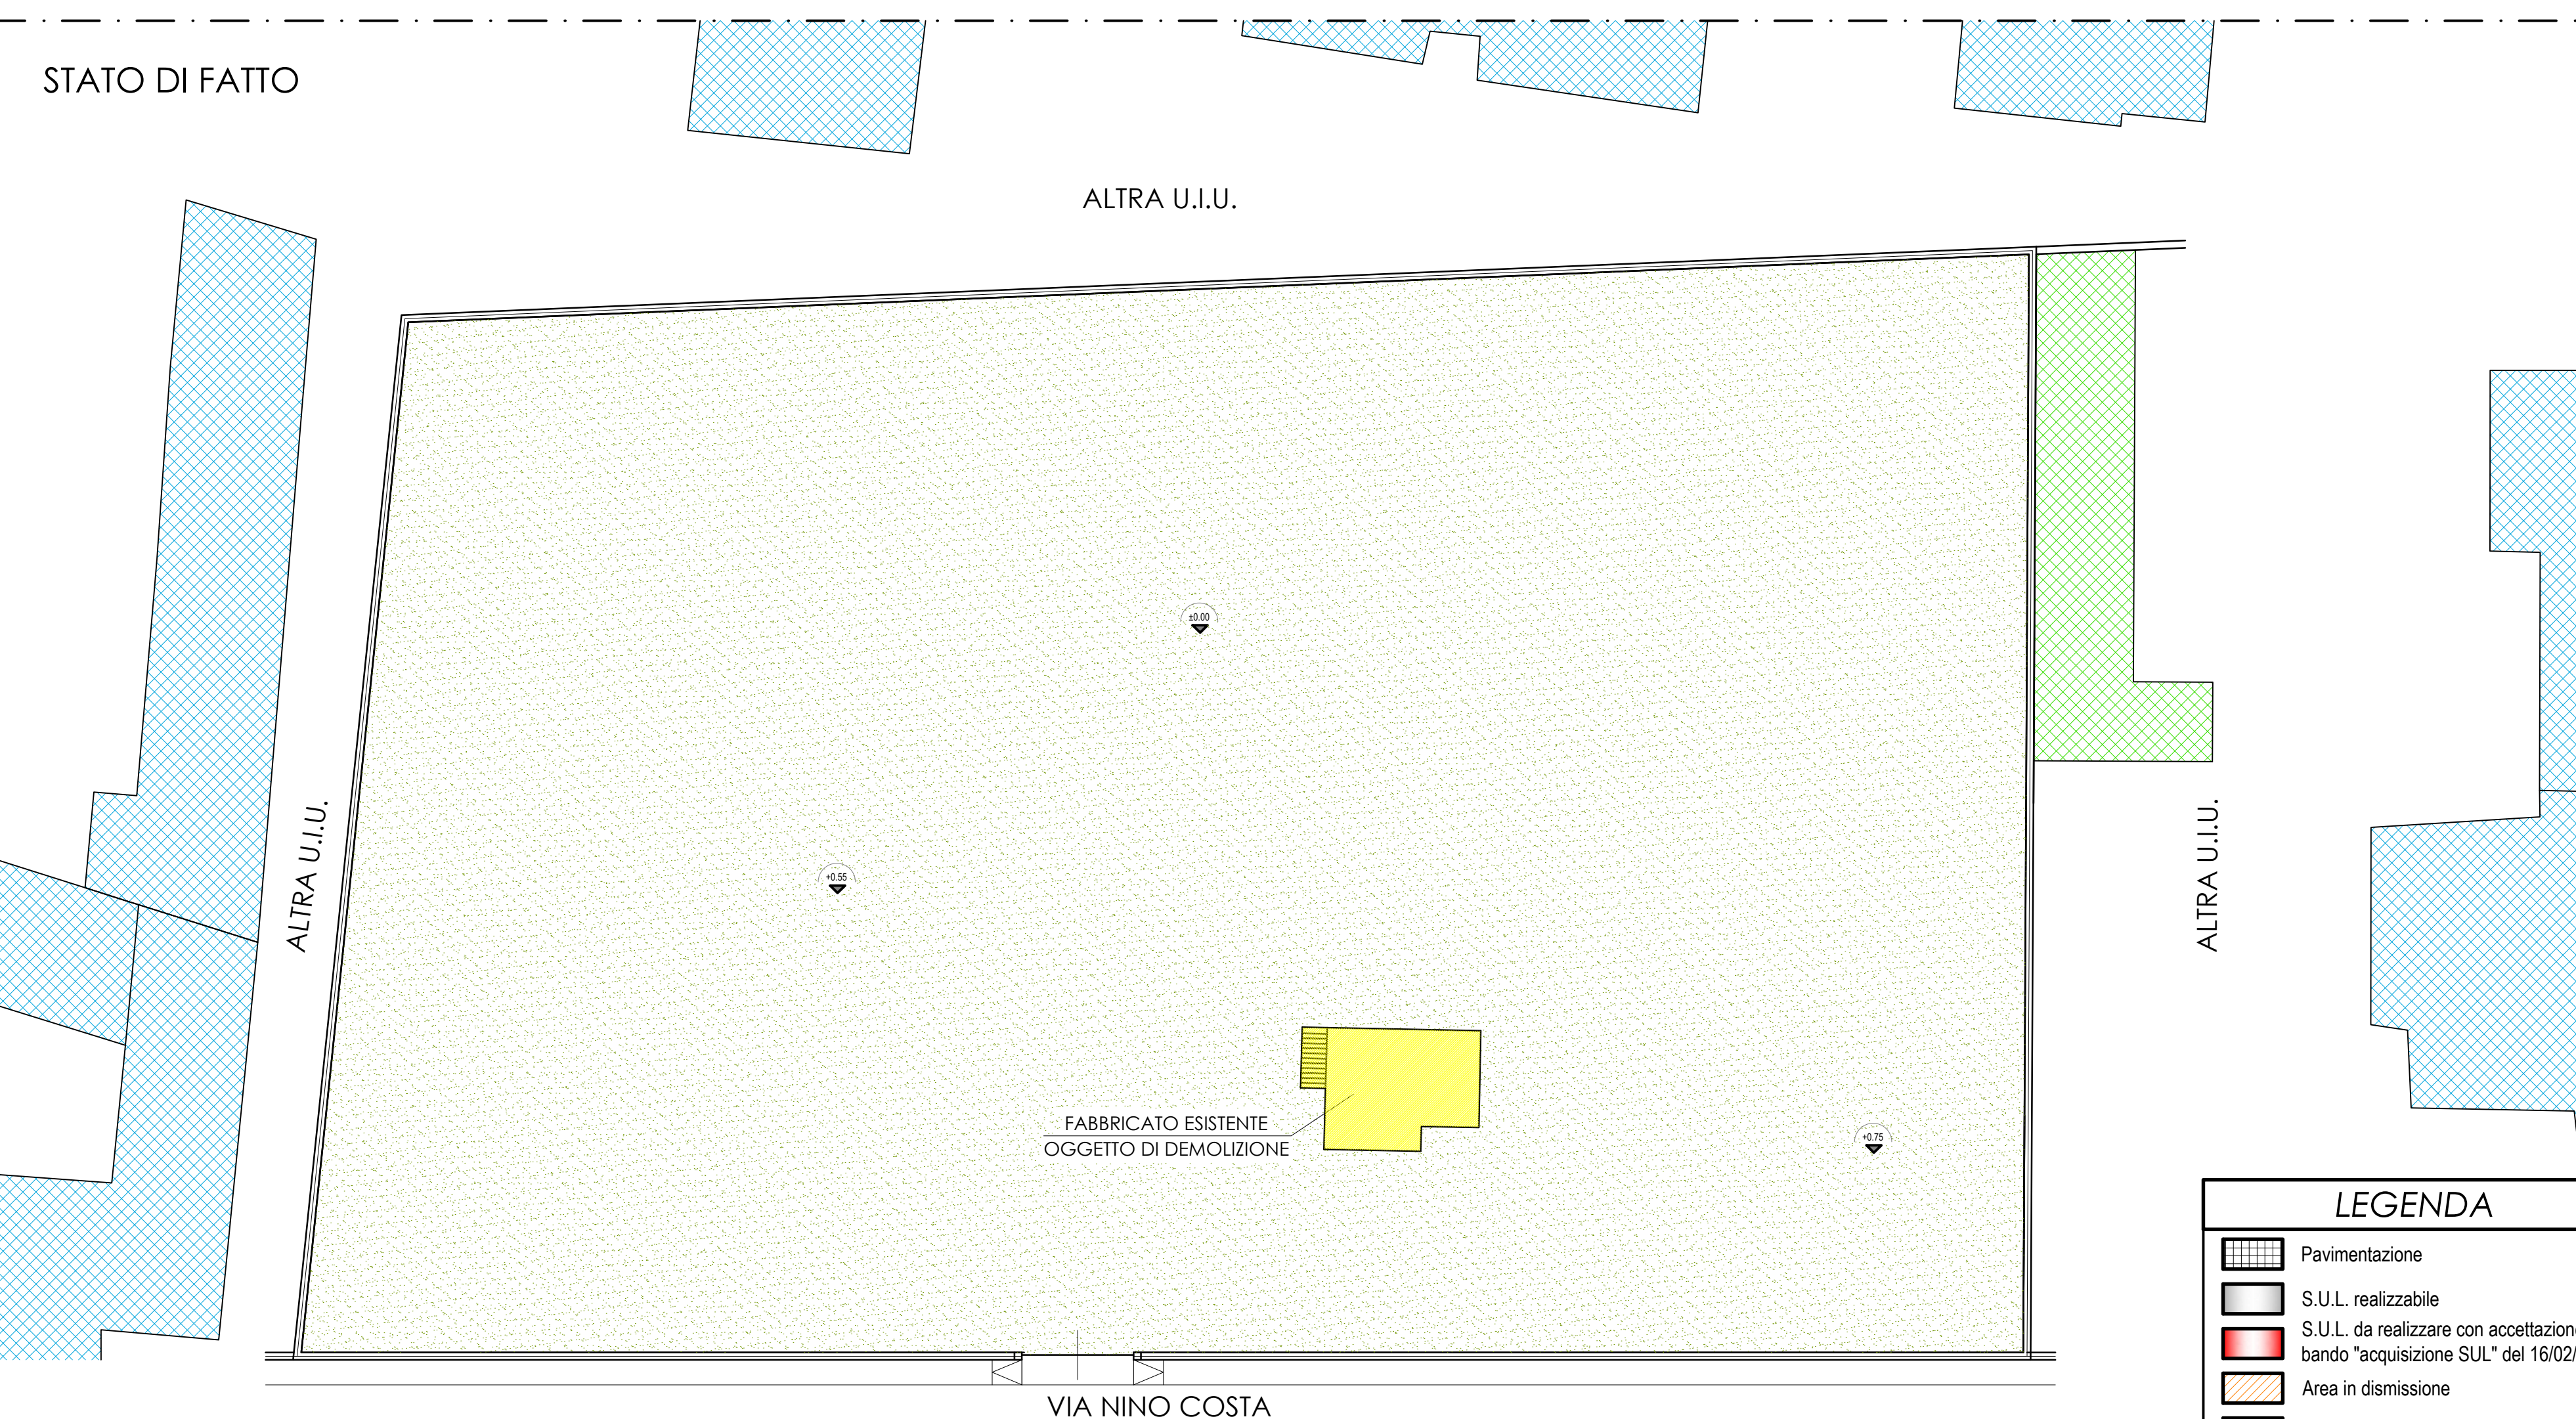 STATO DI FATTO
ALTRA U.I.U.
±0.00
+0.55
ALTRA U.I.U.
ALTRA U.I.U.
FABBRICATO ESISTENTE
OGGETTO DI DEMOLIZIONE
+0.75
LEGENDA
Pavimentazione
S.U.L. realizzabile
S.U.L. da realizzare con accettazion
bando "acquisizione SUL" del 16/02/
Area in dismissione
VIA NINO COSTA